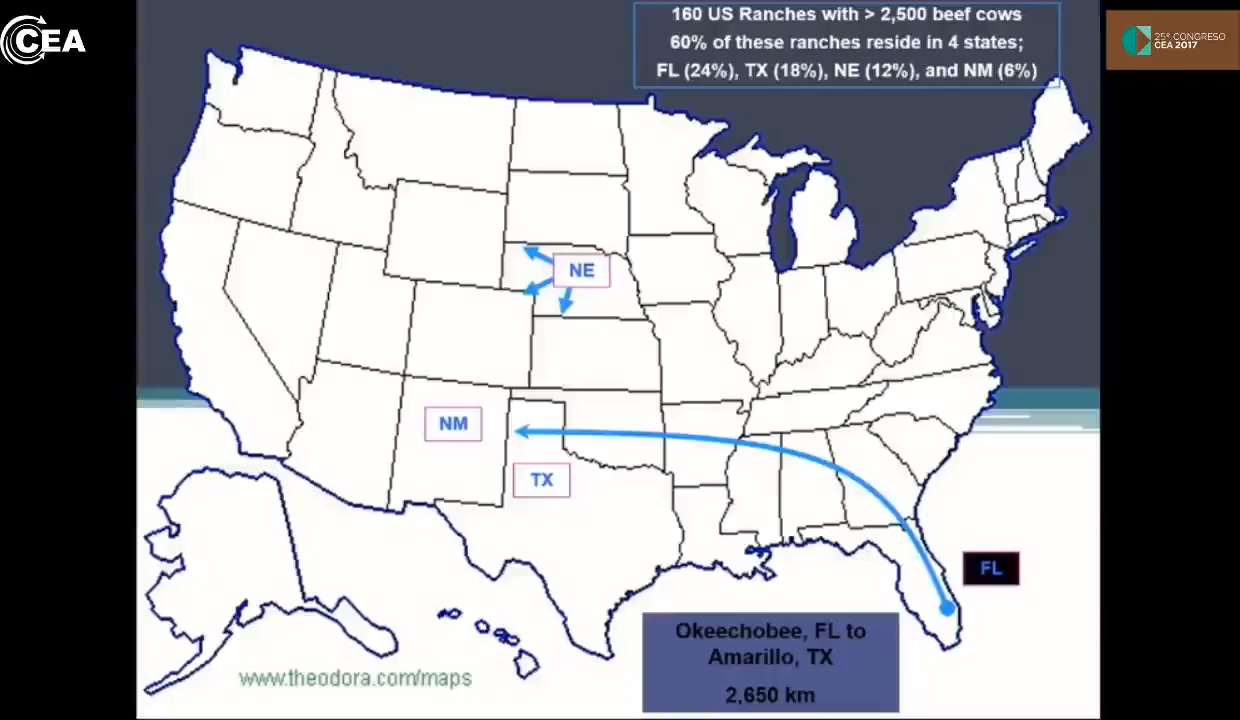 CEA
160 US Ranches with > 2,500 beef cows
60% of these ranches reside in 4 states;
FL (24%), TX (18%), NE (12%), and NM (6%)
25º CONGRESO
CEA 2017
NE
NM
TX
FL
Okeechobee, FL to
Amarillo, TX
2,650 km
www.theodora.com/maps